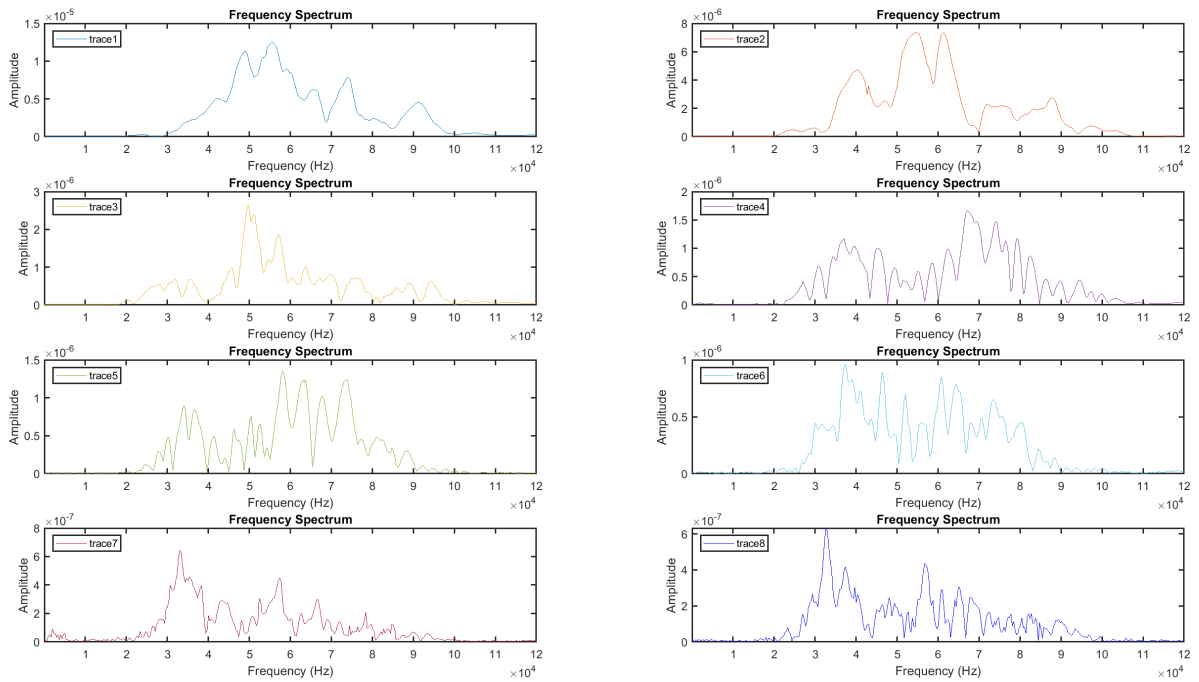 Frequency Spectrum
×10-5
1.5
1
0.5
0
Amplitude
trace1
1 2 3 4 5 6 7 8 9 10 11 12
Frequency (Hz)
×104
Frequency Spectrum
×10-6
8
6
4
2
0
Amplitude
trace2
1 2 3 4 5 6 7 8 9 10 11 12
Frequency (Hz)
×104
Frequency Spectrum
×10-6
3
2
1
0
Amplitude
trace3
1 2 3 4 5 6 7 8 9 10 11 12
Frequency (Hz)
×104
Frequency Spectrum
×10-6
2
1.5
1
0.5
0
Amplitude
trace4
1 2 3 4 5 6 7 8 9 10 11 12
Frequency (Hz)
×104
Frequency Spectrum
×10-6
1.5
1
0.5
0
Amplitude
trace5
1 2 3 4 5 6 7 8 9 10 11 12
Frequency (Hz)
×104
Frequency Spectrum
×10-6
1
0.5
0
Amplitude
trace6
1 2 3 4 5 6 7 8 9 10 11 12
Frequency (Hz)
×104
Frequency Spectrum
×10-7
8
6
4
2
0
Amplitude
trace7
1 2 3 4 5 6 7 8 9 10 11 12
Frequency (Hz)
×104
Frequency Spectrum
×10-7
6
4
2
0
Amplitude
trace8
1 2 3 4 5 6 7 8 9 10 11 12
Frequency (Hz)
×104